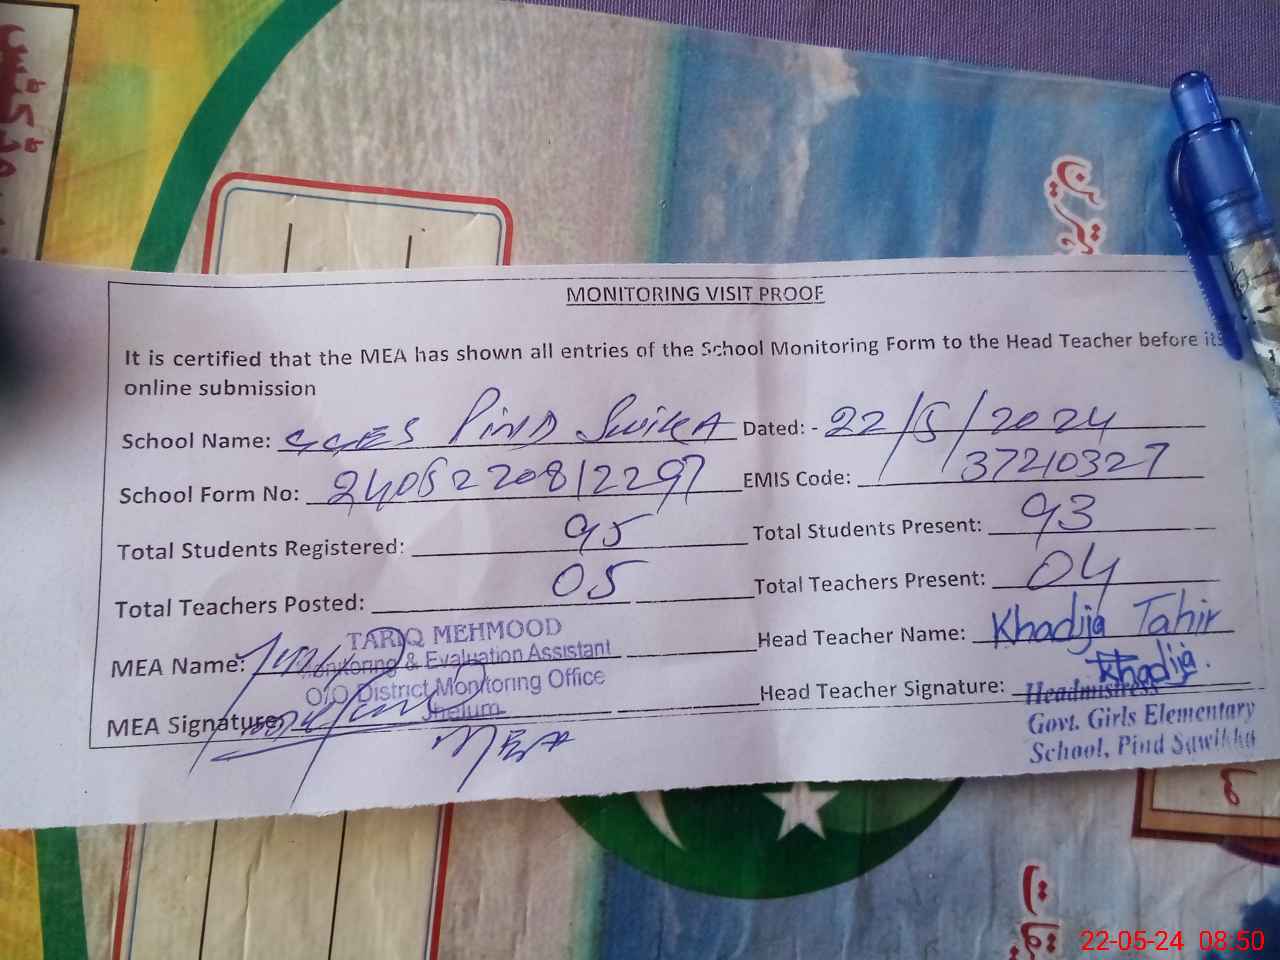 MONITORING VISIT PROOF
It is certified that the MEA has shown all entries of the School Monitoring Form to the Head Teacher before its
online submission
School Name: GGES Pind Swikka Dated: - 22/5/2024
School Form No: 2405220812297 EMIS Code: 37210327
Total Students Registered: 95 Total Students Present: 93
Total Teachers Posted: 05 Total Teachers Present: 04
MEA Name: Head Teacher Name: Khadija Tahir
TARIQ MEHMOOD
Monitoring & Evaluation Assistant
O/O District Monitoring Office
Jhelum
MEA Signature: Head Teacher Signature: Khadija.
MEA
Headmistress
Govt. Girls Elementary
School, Pind Sawikka
22-05-24 08:50